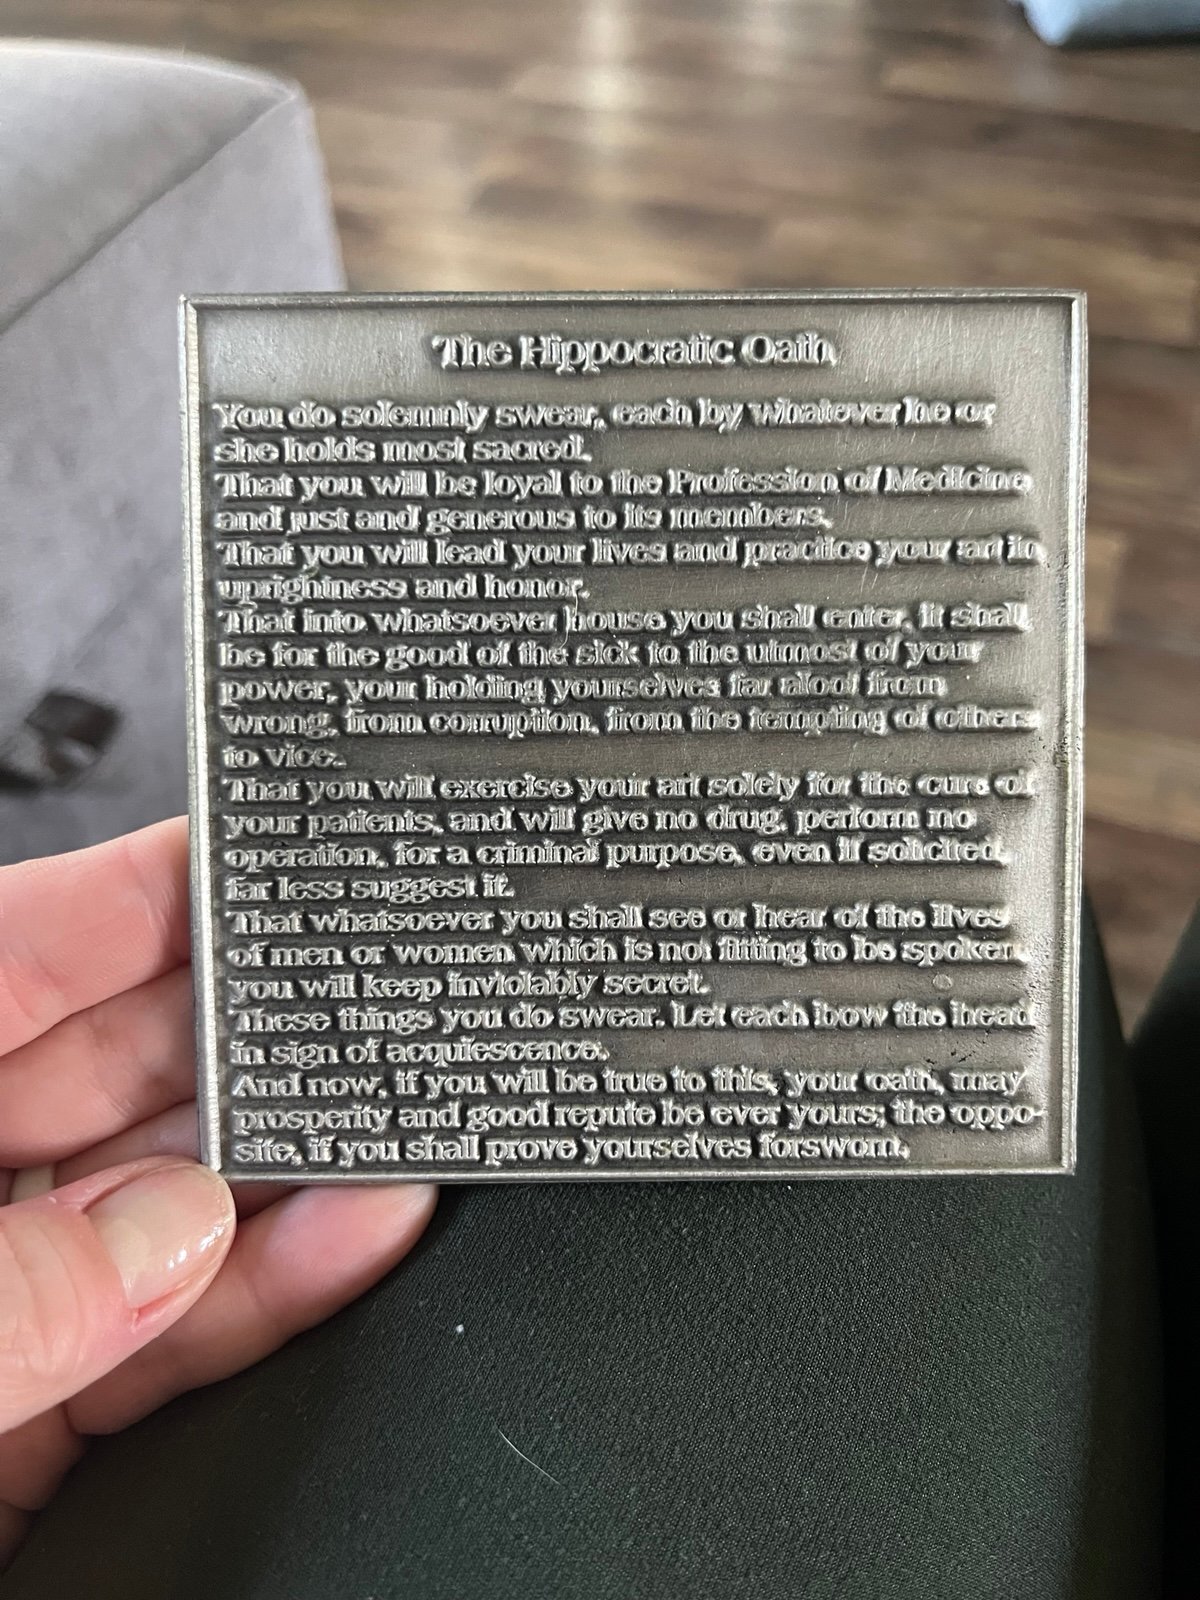 The Hippocratic Oath
You do solemnly swear, each by whatever he or
she holds most sacred.
That you will be loyal to the Profession of Medicine
and just and generous to its members.
That you will lead your lives and practice your art in
uprightness and honor.
That into whatsoever house you shall enter, it shall
be for the good of the sick to the utmost of your
power, your holding yourselves far aloof from
wrong, from corruption, from the tempting of others
to vice.
That you will exercise your art solely for the cure of
your patients, and will give no drug, perform no
operation, for a criminal purpose, even if solicited,
far less suggest it.
That whatsoever you shall see or hear of the lives
of men or women which is not fitting to be spoken,
you will keep inviolably secret.
These things you do swear. Let each bow the head
in sign of acquiescence.
And now, if you will be true to this, your oath, may
prosperity and good repute be ever yours; the oppo-
site, if you shall prove yourselves forsworn.